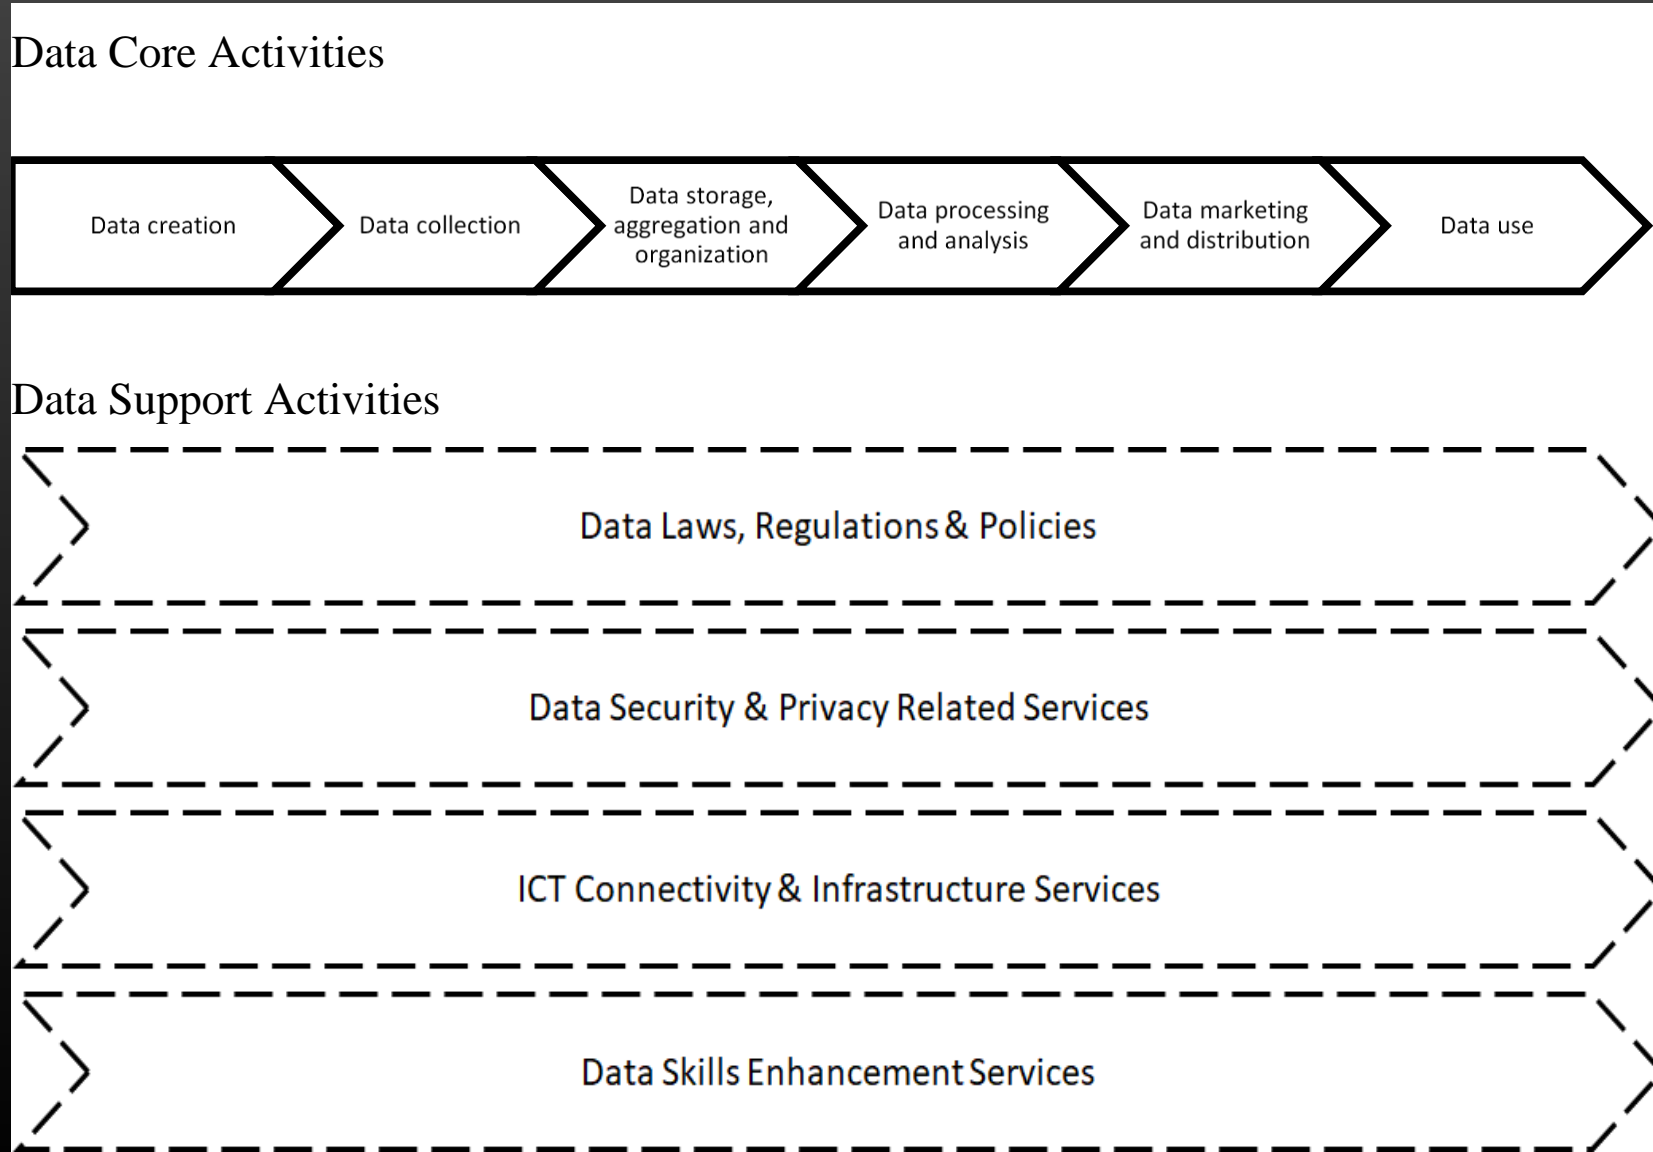 Data Core Activities
Data creation
Data collection
Data storage,
aggregation and
organization
Data processing
and analysis
Data marketing
and distribution
Data use
Data Support Activities
Data Laws, Regulations & Policies
Data Security & Privacy Related Services
ICT Connectivity & Infrastructure Services
Data Skills Enhancement Services